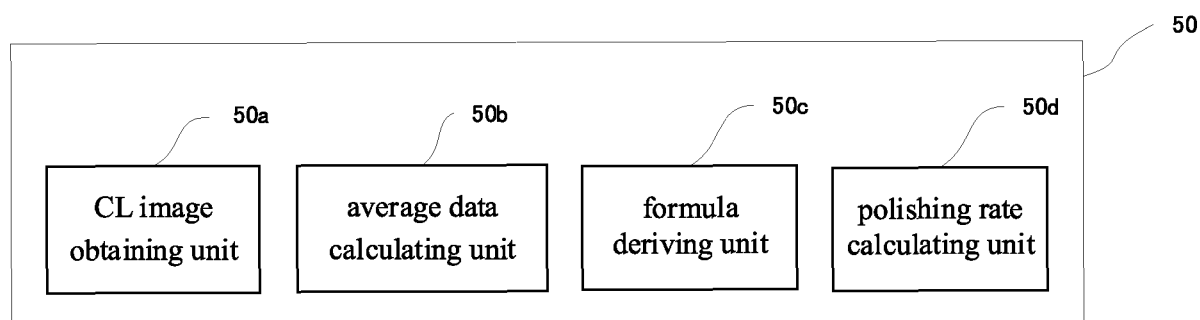 50
50a
50b
50c
50d
CL image
obtaining unit
average data
calculating unit
formula
deriving unit
polishing rate
calculating unit